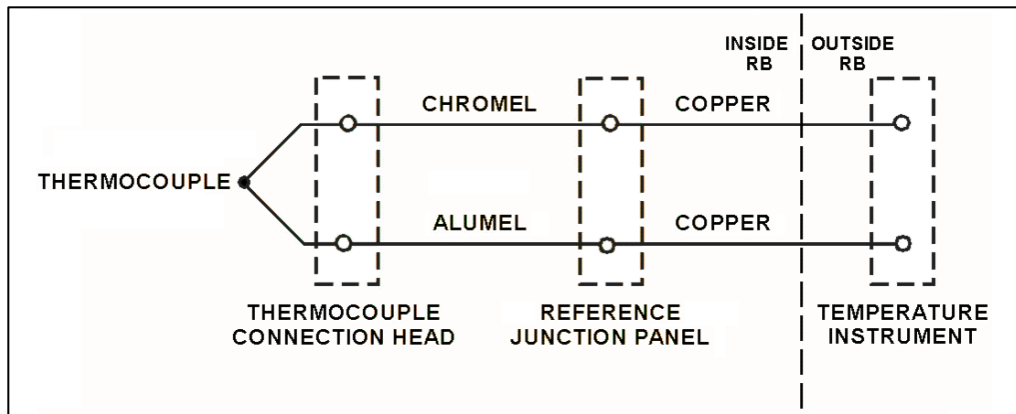 INSIDE
RB
OUTSIDE
RB
CHROMEL
COPPER
THERMOCOUPLE
ALUMEL
COPPER
THERMOCOUPLE
CONNECTION HEAD
REFERENCE
JUNCTION PANEL
TEMPERATURE
INSTRUMENT